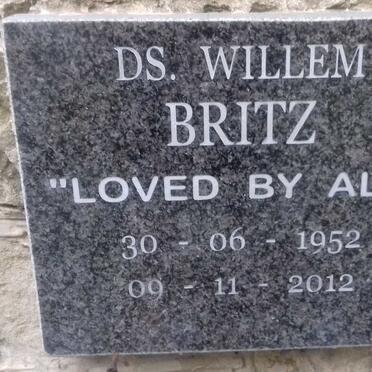 DS. WILLEM
BRITZ
"LOVED BY AL
30 - 06 - 1952
09 - 11 - 2012